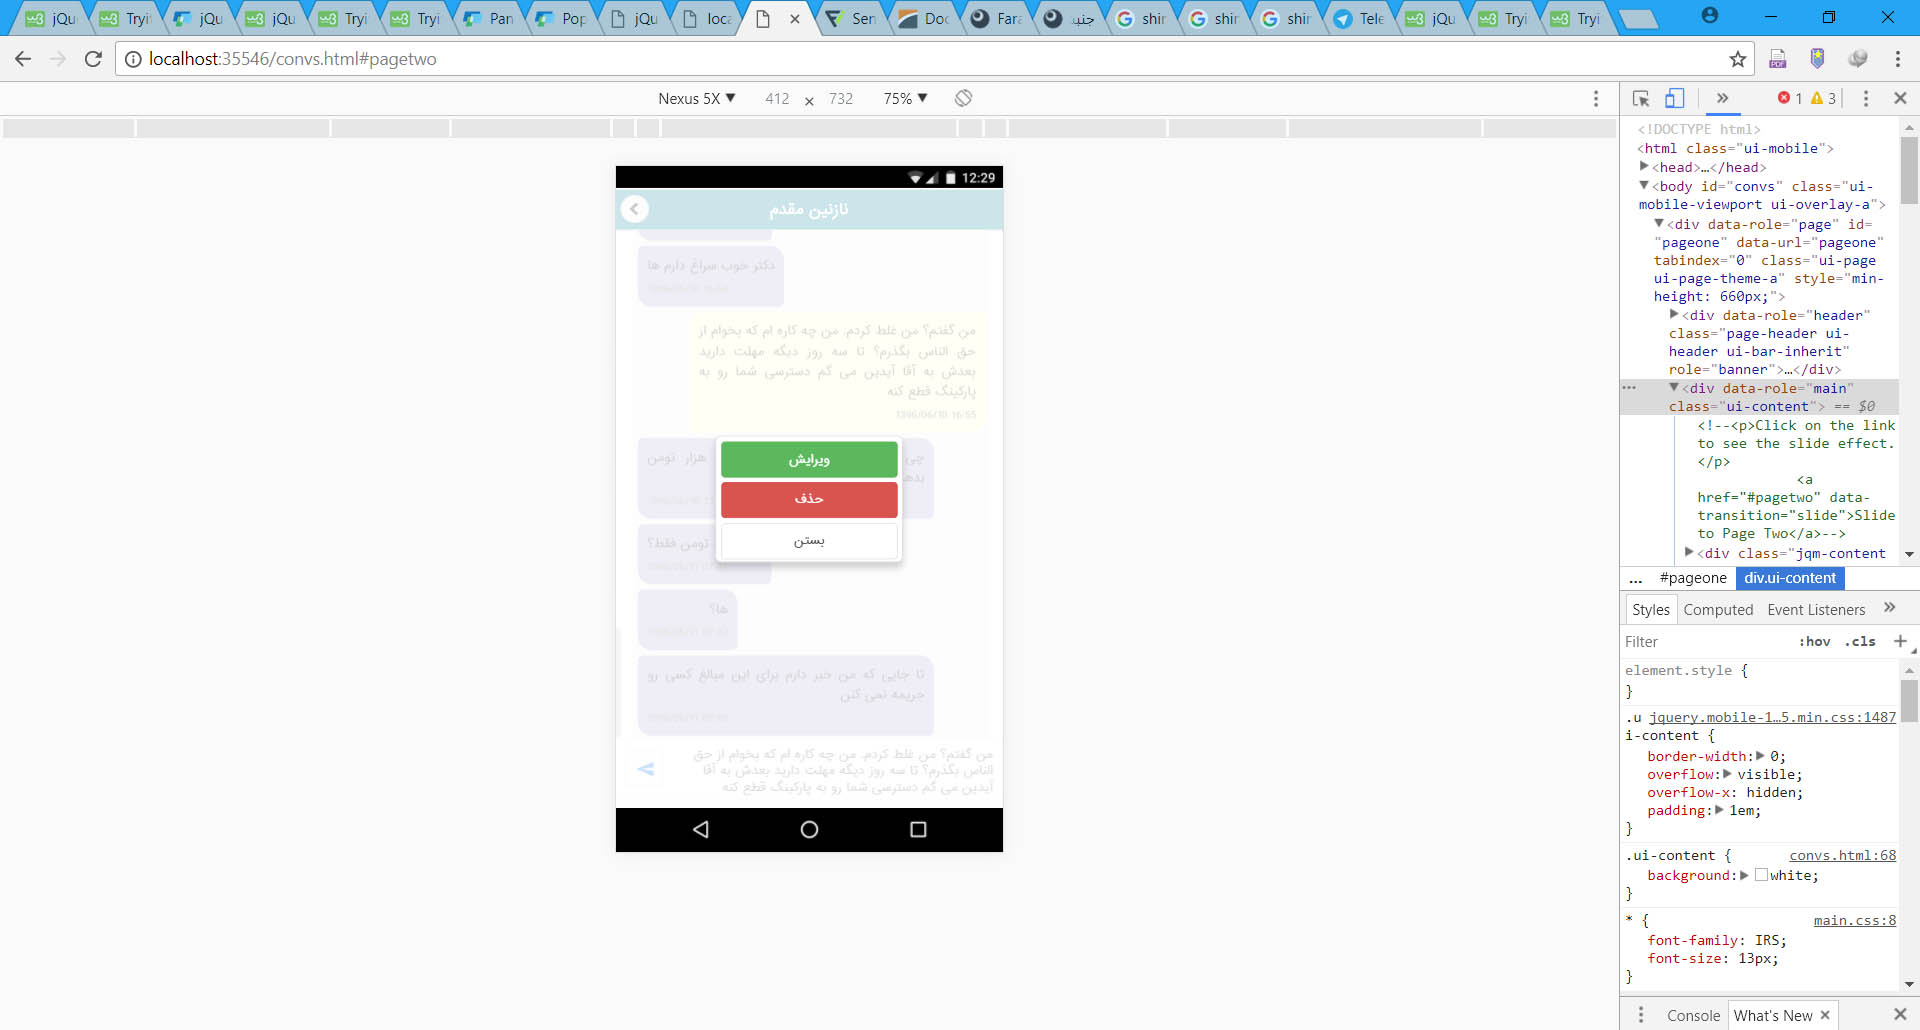 jQu
Tryi
jQu
jQu
Tryi
Tryi
Pan
Pop
jQu
loca
Sen
Doc
Fara
جنبـ
shir
shir
shir
Tele
jQu
Tryi
Tryi
localhost:35546/convs.html#pagetwo
Nexus 5X ▼ 412 × 732 75% ▼
12:29
نازنین مقدم
دکتر خوب سراغ دارم ها
من گفتم؟ من غلط کردم. من چه کاره ام که بخوام از
حق الناس بگذرم؟ تا سه روز دیگه مهلت دارید
بعدش به آقا آیدین می گم دسترسی شما رو به
پارکینگ قطع کنه
1396/06/10 16:55
چی
هزار تومن
بدها
ویرایش
حذف
بستن
تومن فقط؟
ها؟
تا جایی که من خبر دارم برای این مبالغ کسی رو
جریمه نمی کنن
من گفتم؟ من غلط کردم. من چه کاره ام که بخوام از حق
الناس بگذرم؟ تا سه روز دیگه مهلت دارید بعدش به آقا
آیدین می گم دسترسی شما رو به پارکینگ قطع کنه
1 3
<!DOCTYPE html>
<html class="ui-mobile">
<head>…</head>
<body id="convs" class="ui-
mobile-viewport ui-overlay-a">
<div data-role="page" id=
"pageone" data-url="pageone"
tabindex="0" class="ui-page
ui-page-theme-a" style="min-
height: 660px;">
<div data-role="header"
class="page-header ui-
header ui-bar-inherit"
role="banner">…</div>
<div data-role="main"
class="ui-content"> == $0
<!--<p>Click on the link
to see the slide effect.
</p>
<a
href="#pagetwo" data-
transition="slide">Slide
to Page Two</a>-->
<div class="jqm-content
... #pageone div.ui-content
Styles Computed Event Listeners »
Filter :hov .cls +
element.style {
}
.u jquery.mobile-1…5.min.css:1487
i-content {
border-width: 0;
overflow: visible;
overflow-x: hidden;
padding: 1em;
}
.ui-content { convs.html:68
background: white;
}
* { main.css:8
font-family: IRS;
font-size: 13px;
}
Console What's New ×